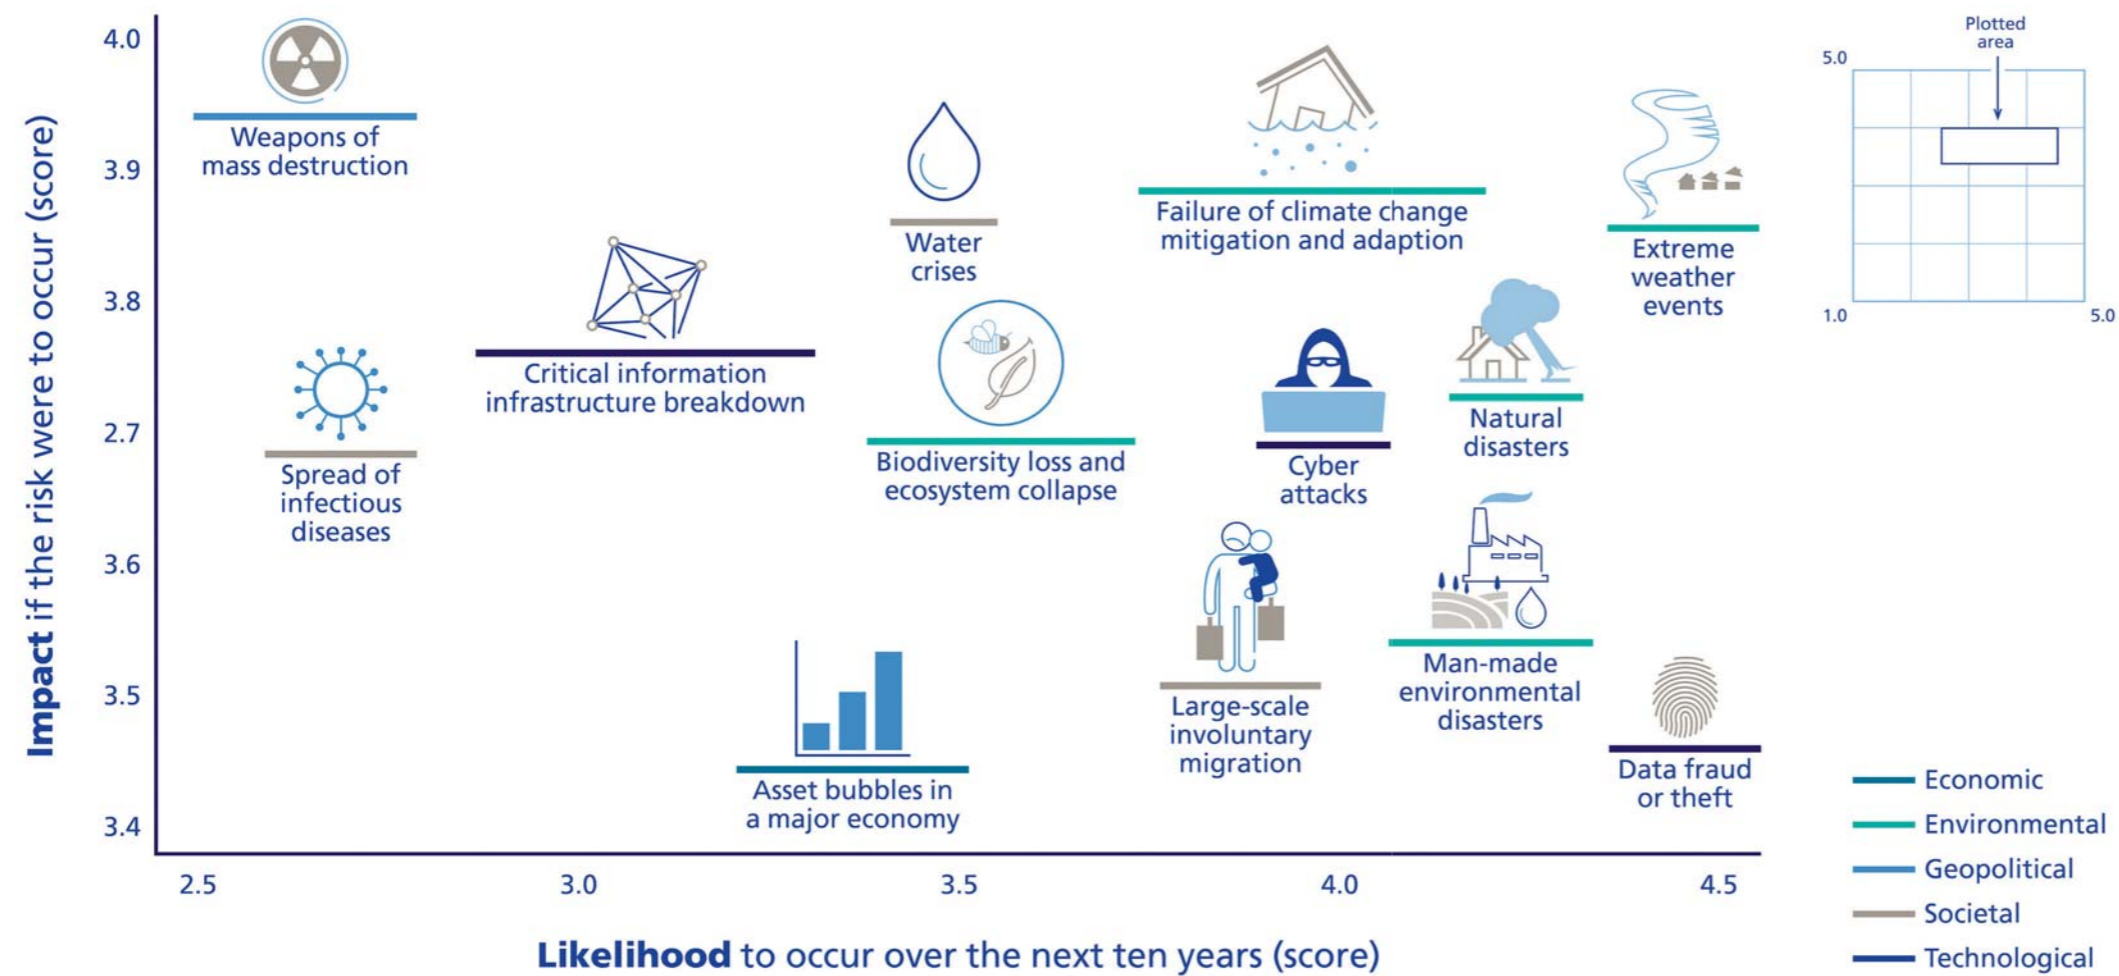 Impact if the risk were to occur (score)
4.0
3.9
3.8
2.7
3.6
3.5
3.4
Weapons of
mass destruction
Spread of
infectious
diseases
Critical information
infrastructure breakdown
Asset bubbles in
a major economy
Water
crises
Biodiversity loss and
ecosystem collapse
Failure of climate change
mitigation and adaption
Cyber
attacks
Large-scale
involuntary
migration
Natural
disasters
Man-made
environmental
disasters
Extreme
weather
events
Data fraud
or theft
2.5
3.0
3.5
4.0
4.5
Likelihood to occur over the next ten years (score)
Plotted
area
5.0
1.0
5.0
Economic
Environmental
Geopolitical
Societal
Technological